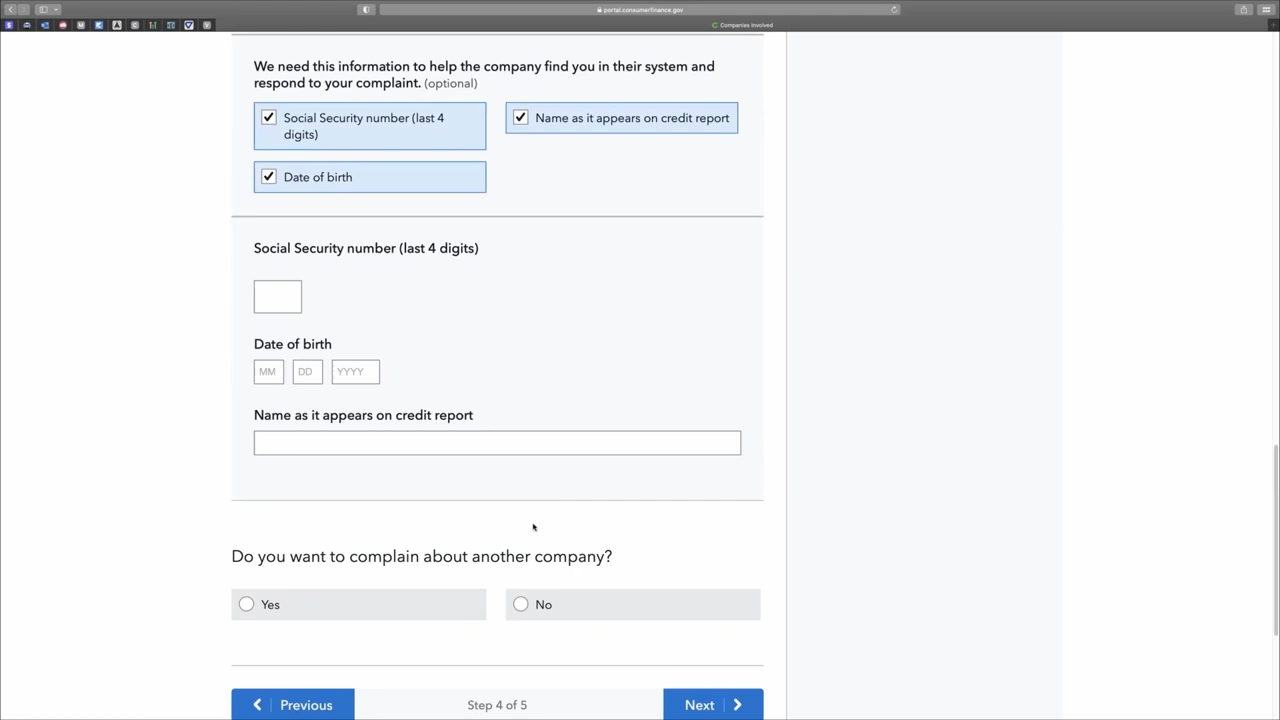 portal.consumerfinance.gov
Companies Involved
We need this information to help the company find you in their system and
respond to your complaint. (optional)
Social Security number (last 4
digits)
Name as it appears on credit report
Date of birth
Social Security number (last 4 digits)
Date of birth
MM DD YYYY
Name as it appears on credit report
Do you want to complain about another company?
Yes
No
Previous
Step 4 of 5
Next